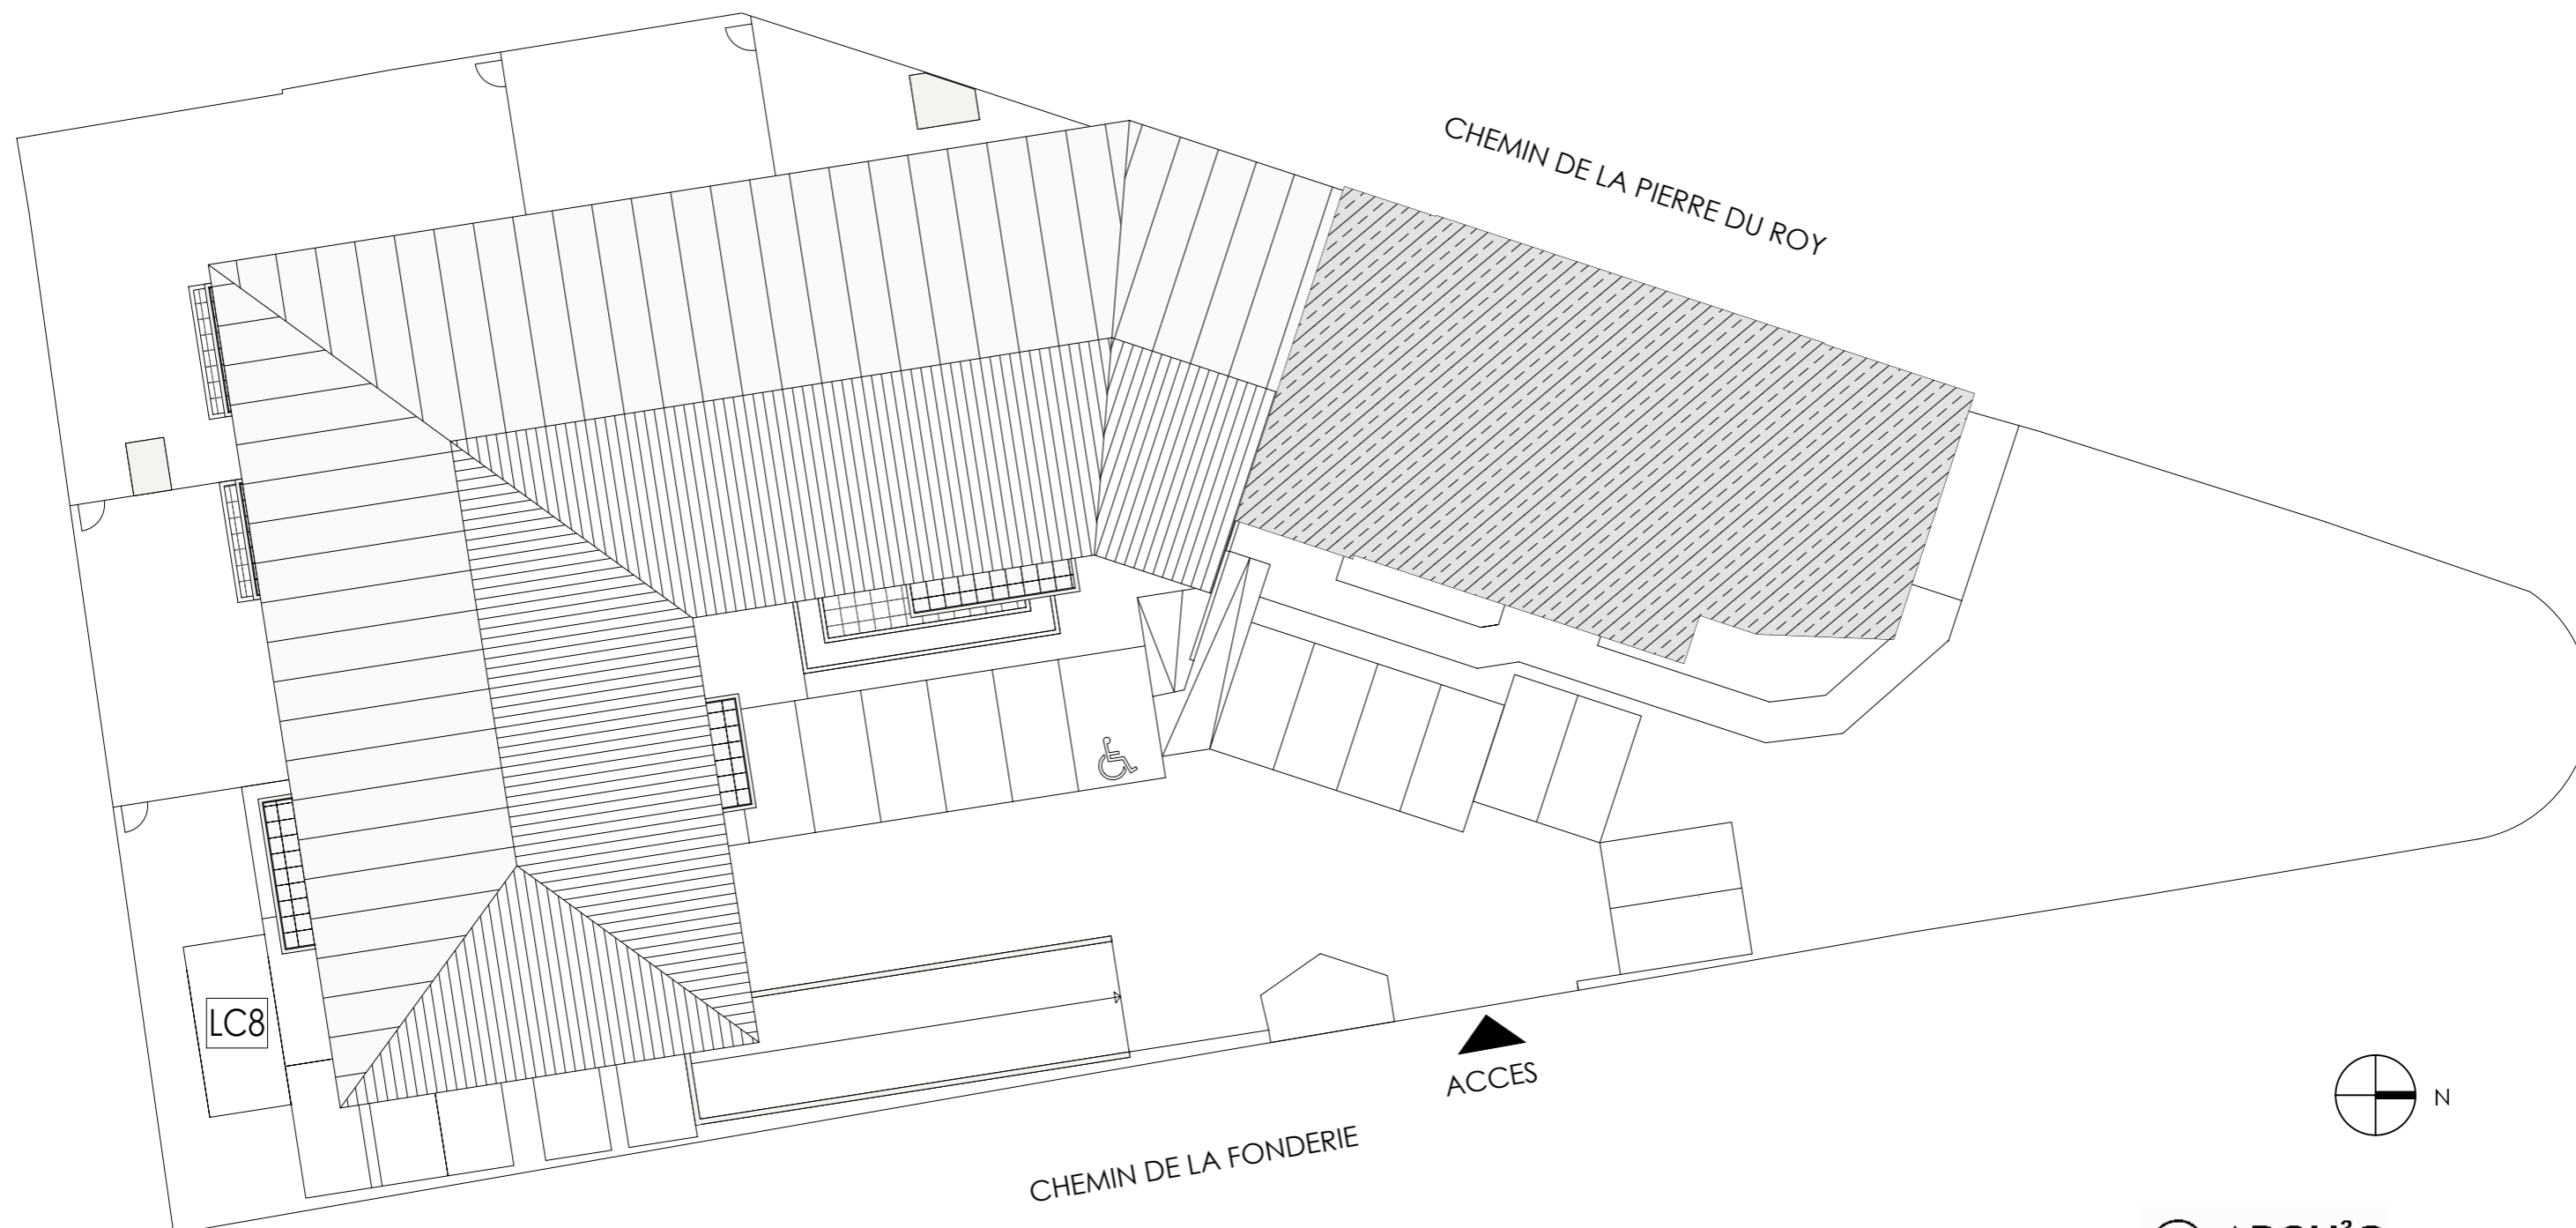 CHEMIN DE LA PIERRE DU ROY
LC8
ACCES
N
CHEMIN DE LA FONDERIE